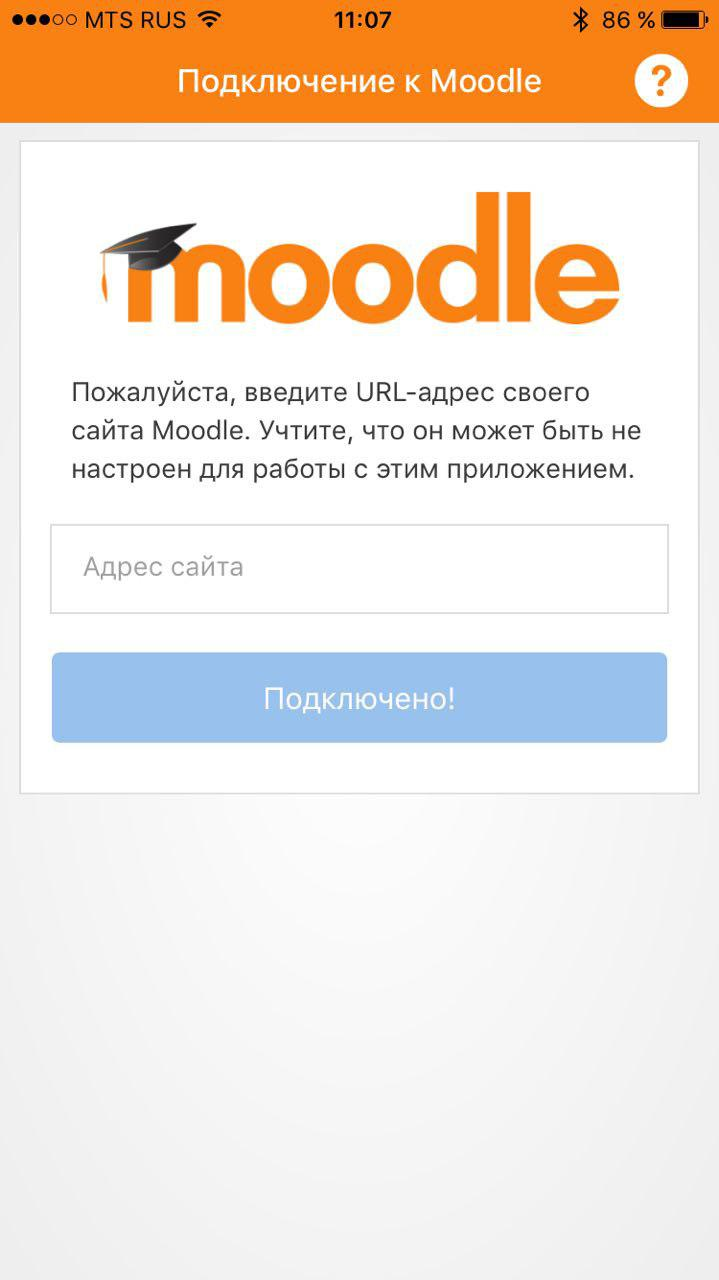 MTS RUS 11:07 86 %
Подключение к Moodle ?
moodle
Пожалуйста, введите URL-адрес своего
сайта Moodle. Учтите, что он может быть не
настроен для работы с этим приложением.
Адрес сайта
Подключено!